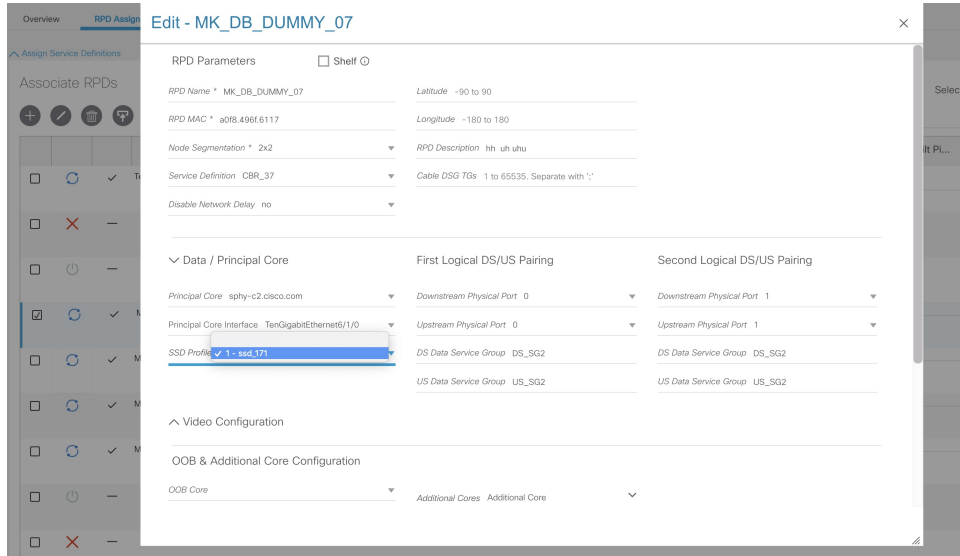 Overview
RPD Assign
Assign Service Definitions
Associate RPDs
Selec
ilt Pi...
Edit - MK_DB_DUMMY_07
RPD Parameters
Shelf
RPD Name * MK_DB_DUMMY_07
Latitude -90 to 90
RPD MAC * a0f8.496f.6117
Longitude -180 to 180
Node Segmentation * 2x2
RPD Description hh uh uhu
Service Definition CBR_37
Cable DSG TGs 1 to 65535. Separate with ';'
Disable Network Delay no
Data / Principal Core
First Logical DS/US Pairing
Second Logical DS/US Pairing
Principal Core sphy-c2.cisco.com
Downstream Physical Port 0
Downstream Physical Port 1
Principal Core Interface TenGigabitEthernet6/1/0
Upstream Physical Port 0
Upstream Physical Port 1
SSD Profile
1 - ssd_171
DS Data Service Group DS_SG2
DS Data Service Group DS_SG2
US Data Service Group US_SG2
US Data Service Group US_SG2
Video Configuration
OOB & Additional Core Configuration
OOB Core
Additional Cores Additional Core